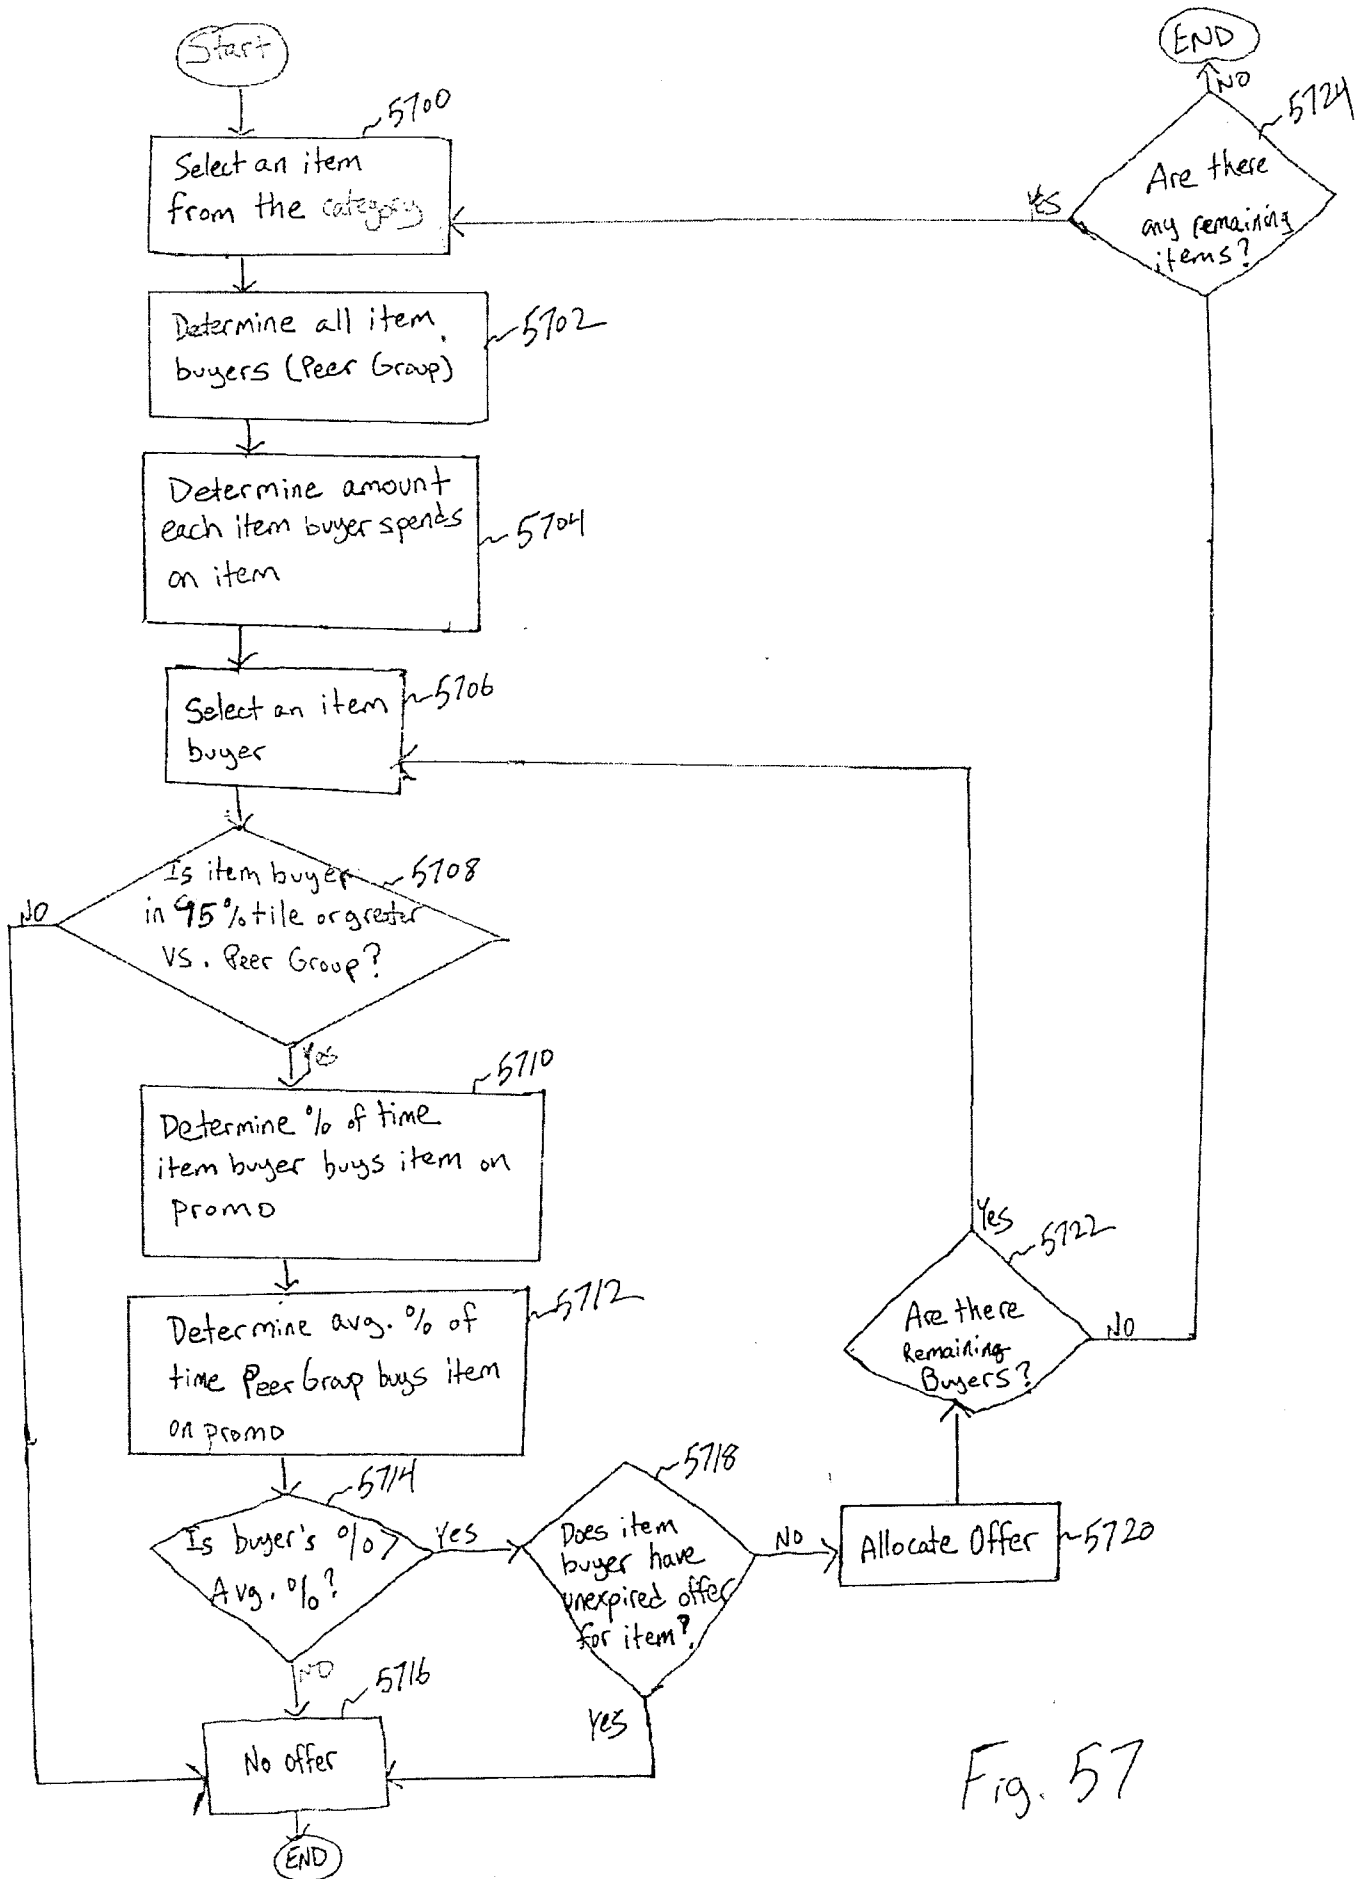 Start
5700
Select an item
from the category
5702
Determine all item
buyers (Peer Group)
5704
Determine amount
each item buyer spends
on item
5706
Select an item
buyer
5708
Is item buyer
in 95%tile or greater
VS. Peer Group?
NO
Yes
5710
Determine % of time
item buyer buys item on
promo
5712
Determine avg. % of
time Peer Group buys item
on promo
5714
Is buyer's %>
Avg. %?
Yes
NO
5716
No offer
END
5718
Does item
buyer have
unexpired offer
for item?
Yes
NO
Allocate Offer
5720
5722
Are there
Remaining
Buyers?
Yes
NO
5724
Are there
any remaining
items?
Yes
NO
END
Fig. 57